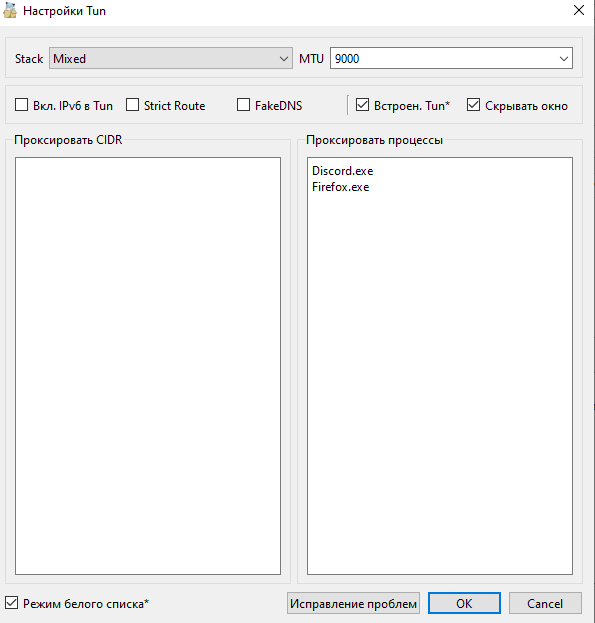 Настройки Tun
Stack Mixed MTU 9000
Вкл. IPv6 в Tun Strict Route FakeDNS Встроен. Tun* Скрывать окно
Проксировать CIDR Проксировать процессы
Discord.exe
Firefox.exe
Режим белого списка* Исправление проблем OK Cancel